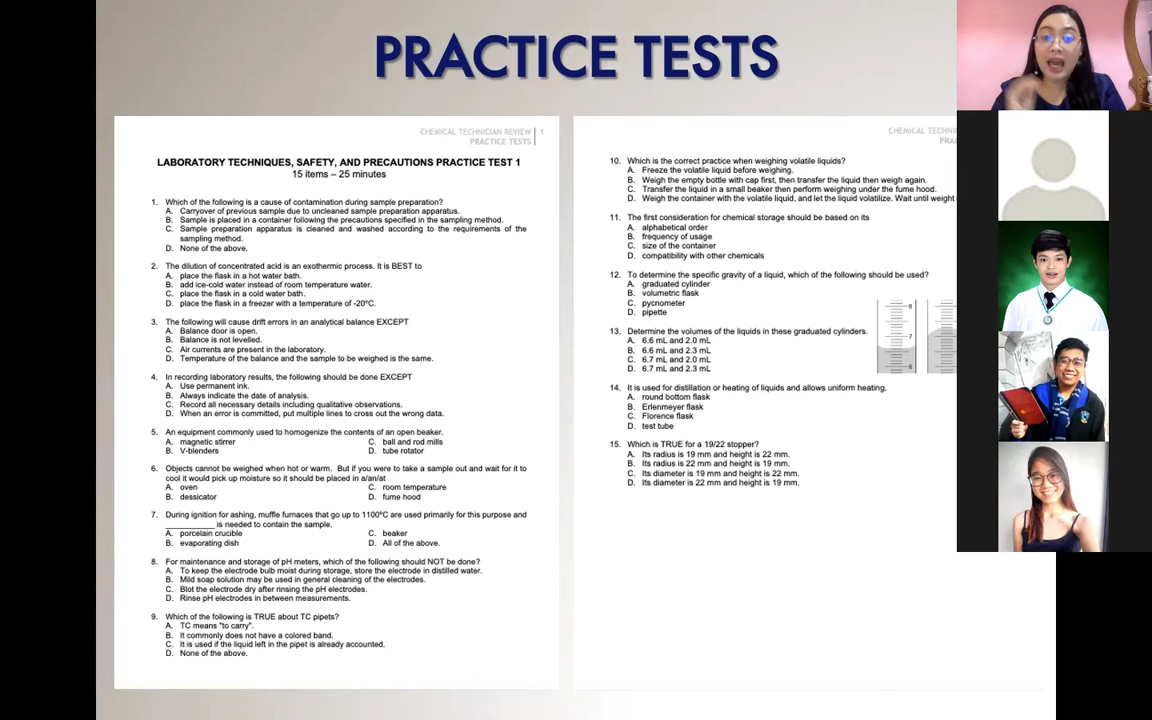 PRACTICE TESTS
CHEMICAL TECHNICIAN REVIEW 1
PRACTICE TESTS
LABORATORY TECHNIQUES, SAFETY, AND PRECAUTIONS PRACTICE TEST 1
15 items – 25 minutes
1. Which of the following is a cause of contamination during sample preparation?
A. Carryover of previous sample due to uncleaned sample preparation apparatus.
B. Sample is placed in a container following the precautions specified in the sampling method.
C. Sample preparation apparatus is cleaned and washed according to the requirements of the
sampling method.
D. None of the above.
2. The dilution of concentrated acid is an exothermic process. It is BEST to
A. place the flask in a hot water bath.
B. add ice-cold water instead of room temperature water.
C. place the flask in a cold water bath.
D. place the flask in a freezer with a temperature of -20ºC.
3. The following will cause drift errors in an analytical balance EXCEPT
A. Balance door is open.
B. Balance is not levelled.
C. Air currents are present in the laboratory.
D. Temperature of the balance and the sample to be weighed is the same.
4. In recording laboratory results, the following should be done EXCEPT
A. Use permanent ink.
B. Always indicate the date of analysis.
C. Record all necessary details including qualitative observations.
D. When an error is committed, put multiple lines to cross out the wrong data.
5. An equipment commonly used to homogenize the contents of an open beaker.
A. magnetic stirrer C. ball and rod mills
B. V-blenders D. tube rotator
6. Objects cannot be weighed when hot or warm. But if you were to take a sample out and wait for it to
cool it would pick up moisture so it should be placed in a/an/at
A. oven C. room temperature
B. dessicator D. fume hood
7. During ignition for ashing, muffle furnaces that go up to 1100ºC are used primarily for this purpose and
___________ is needed to contain the sample.
A. porcelain crucible C. beaker
B. evaporating dish D. All of the above.
8. For maintenance and storage of pH meters, which of the following should NOT be done?
A. To keep the electrode bulb moist during storage, store the electrode in distilled water.
B. Mild soap solution may be used in general cleaning of the electrodes.
C. Blot the electrode dry after rinsing the pH electrodes.
D. Rinse pH electrodes in between measurements.
9. Which of the following is TRUE about TC pipets?
A. TC means "to carry".
B. It commonly does not have a colored band.
C. It is used if the liquid left in the pipet is already accounted.
D. None of the above.
CHEMICAL TECHNI
PRA
10. Which is the correct practice when weighing volatile liquids?
A. Freeze the volatile liquid before weighing.
B. Weigh the empty bottle with cap first, then transfer the liquid then weigh again.
C. Transfer the liquid in a small beaker then perform weighing under the fume hood.
D. Weigh the container with the volatile liquid, and let the liquid volatilize. Wait until weight
11. The first consideration for chemical storage should be based on its
A. alphabetical order
B. frequency of usage
C. size of the container
D. compatibility with other chemicals
12. To determine the specific gravity of a liquid, which of the following should be used?
A. graduated cylinder
B. volumetric flask
C. pycnometer
D. pipette
13. Determine the volumes of the liquids in these graduated cylinders.
A. 6.6 mL and 2.0 mL
B. 6.6 mL and 2.3 mL
C. 6.7 mL and 2.0 mL
D. 6.7 mL and 2.3 mL
8
7
6
14. It is used for distillation or heating of liquids and allows uniform heating.
A. round bottom flask
B. Erlenmeyer flask
C. Florence flask
D. test tube
15. Which is TRUE for a 19/22 stopper?
A. Its radius is 19 mm and height is 22 mm.
B. Its radius is 22 mm and height is 19 mm.
C. Its diameter is 19 mm and height is 22 mm.
D. Its diameter is 22 mm and height is 19 mm.